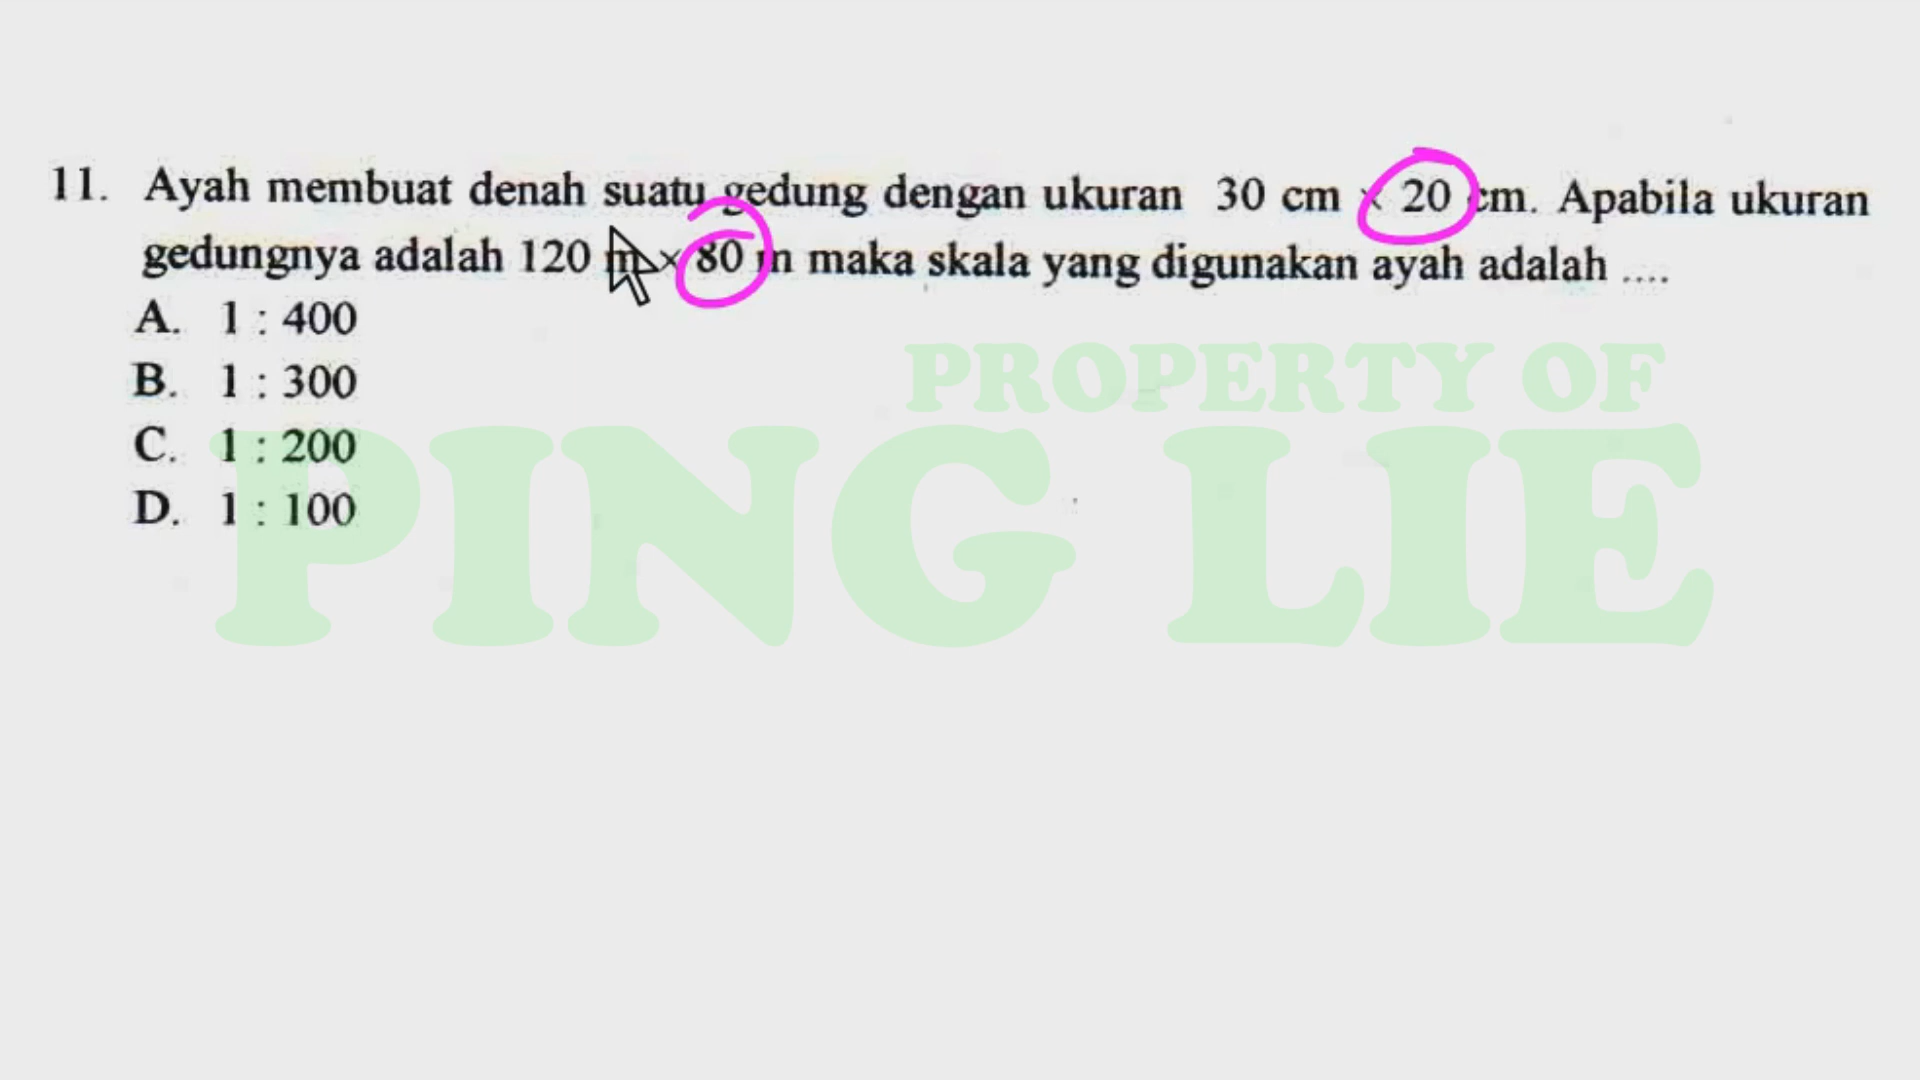 11. Ayah membuat denah suatu gedung dengan ukuran 30 cm × 20 cm. Apabila ukuran
gedungnya adalah 120 m × 80 m maka skala yang digunakan ayah adalah ....
A. 1 : 400
B. 1 : 300
C. 1 : 200
D. 1 : 100
PROPERTY OF
PING LIE